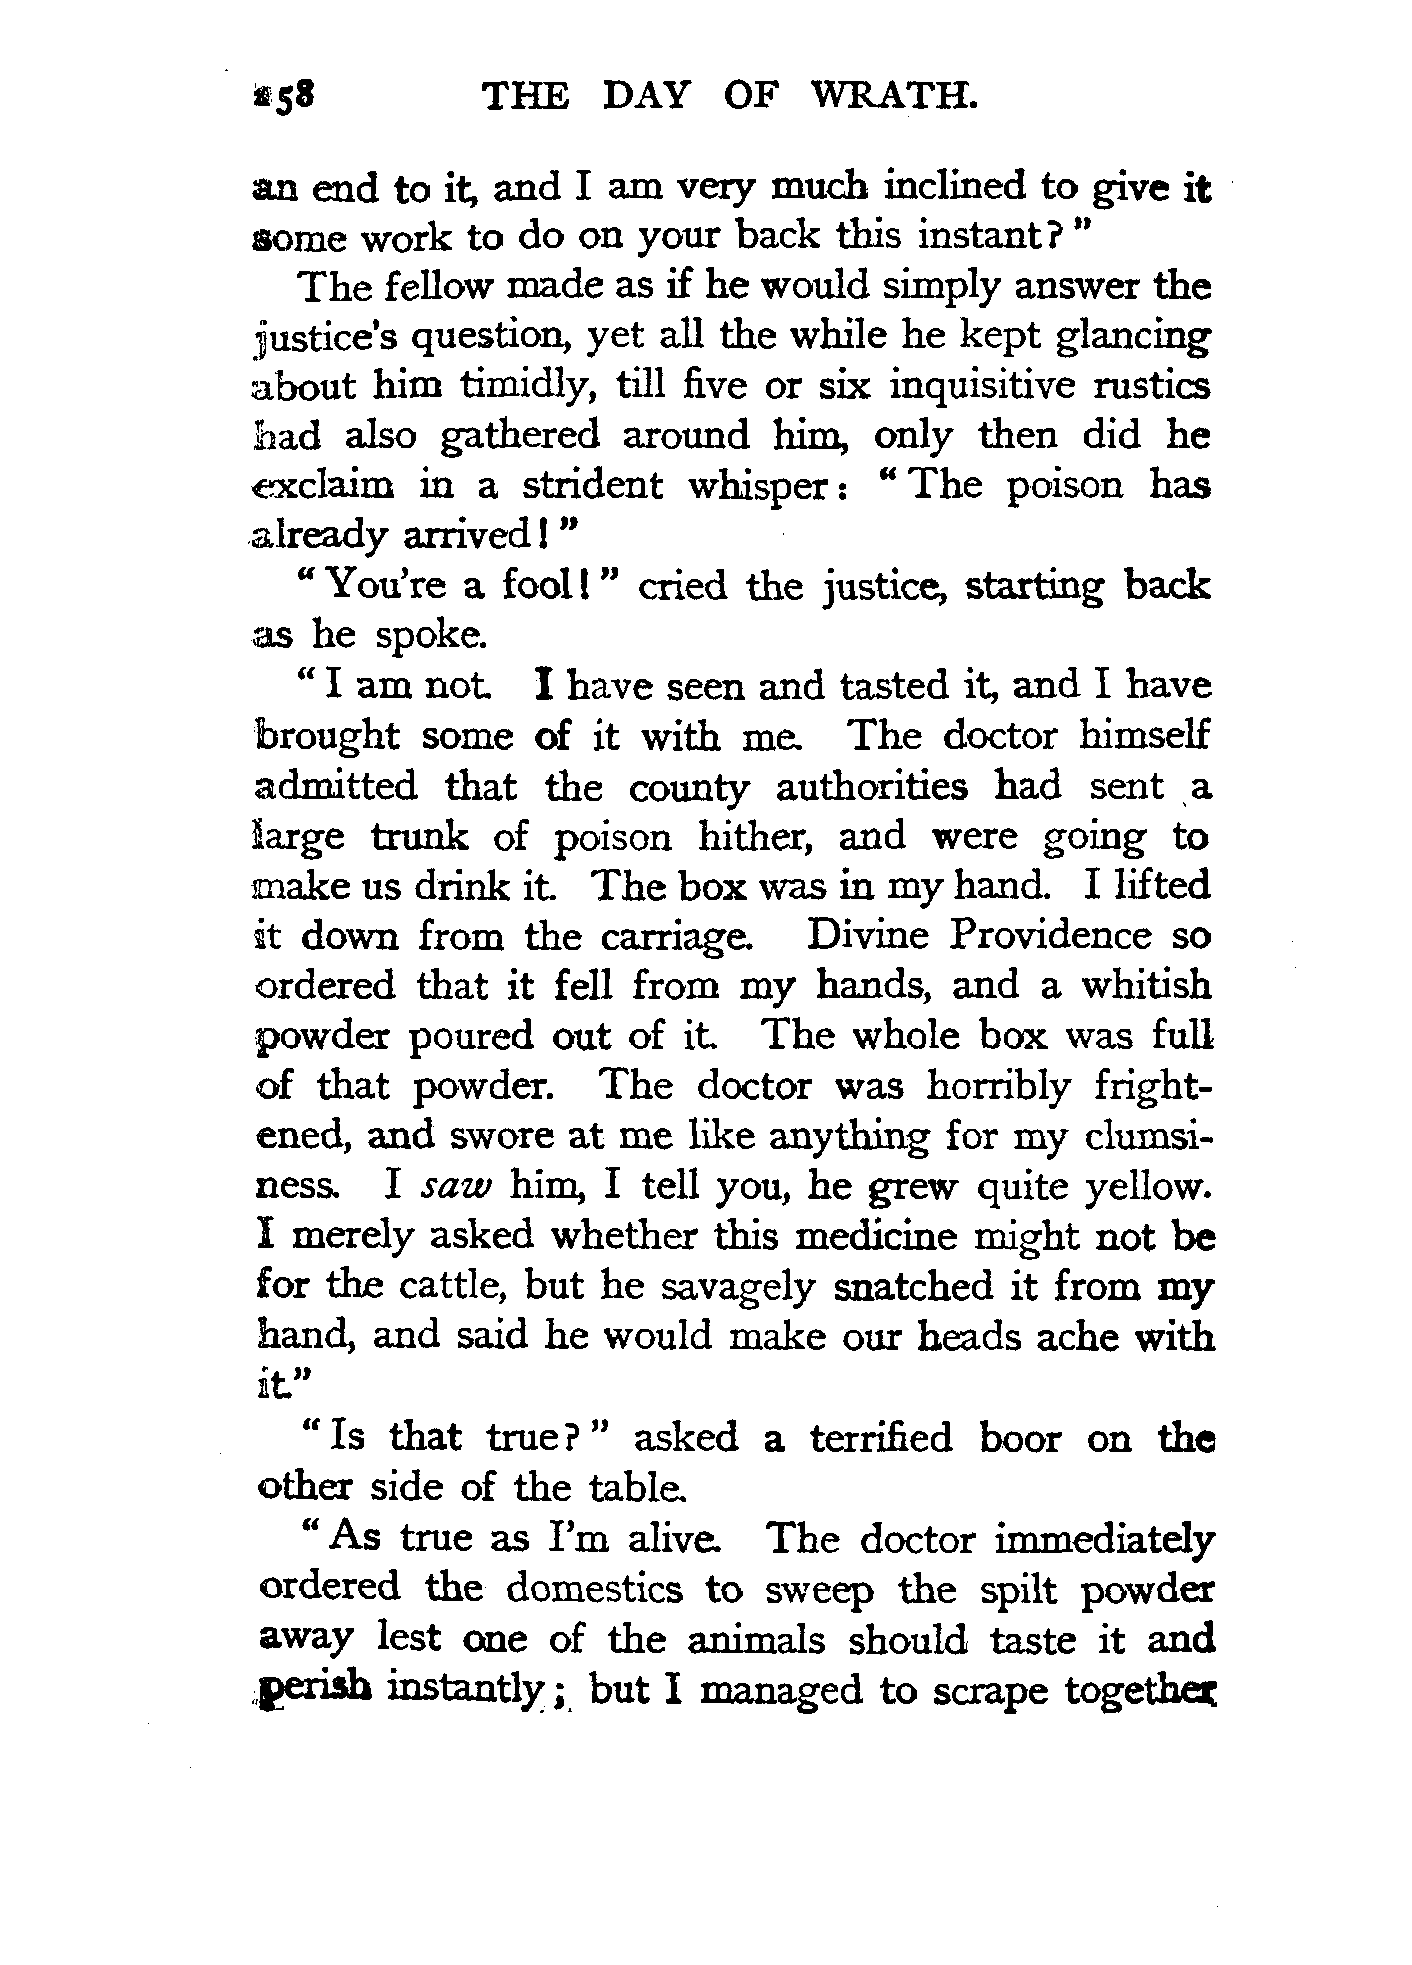 58 THE DAY OF WRATH.
an end to it, and I am very much inclined to give it
some work to do on your back this instant?"
The fellow made as if he would simply answer the
justice's question, yet all the while he kept glancing
about him timidly, till five or six inquisitive rustics
had also gathered around him, only then did he
exclaim in a strident whisper: "The poison has
already arrived!"
"You're a fool!" cried the justice, starting back
as he spoke.
"I am not. I have seen and tasted it, and I have
brought some of it with me. The doctor himself
admitted that the county authorities had sent a
large trunk of poison hither, and were going to
make us drink it. The box was in my hand. I lifted
it down from the carriage. Divine Providence so
ordered that it fell from my hands, and a whitish
powder poured out of it. The whole box was full
of that powder. The doctor was horribly fright-
ened, and swore at me like anything for my clumsi-
ness. I saw him, I tell you, he grew quite yellow.
I merely asked whether this medicine might not be
for the cattle, but he savagely snatched it from my
hand, and said he would make our heads ache with
it."
"Is that true?" asked a terrified boor on the
other side of the table.
"As true as I'm alive. The doctor immediately
ordered the domestics to sweep the spilt powder
away lest one of the animals should taste it and
perish instantly; but I managed to scrape together